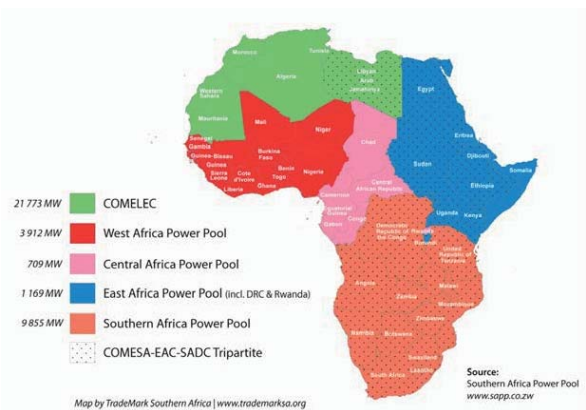 Morocco
Tunisia
Algeria
Libyan
Arab
Jamahiriya
Egypt
Western
Sahara
Mauritania
Mali
Niger
Chad
Sudan
Eritrea
Djibouti
Somalia
Ethiopia
Senegal
Gambia
Guinea-Bissau
Guinea
Sierra
Leone
Liberia
Cote
d'Ivoire
Burkina
Faso
Ghana
Togo
Benin
Nigeria
Cameroon
Central
African Republic
Equatorial
Guinea
Gabon
Congo
Democratic
Republic of
the Congo
Uganda
Kenya
Rwanda
Burundi
United
Republic of
Tanzania
Angola
Zambia
Malawi
Mozambique
Zimbabwe
Namibia
Botswana
Swaziland
Lesotho
South Africa
21 773 MW COMELEC
3 912 MW West Africa Power Pool
709 MW Central Africa Power Pool
1 169 MW East Africa Power Pool (incl. DRC & Rwanda)
9 855 MW Southern Africa Power Pool
COMESA-EAC-SADC Tripartite
Source:
Southern Africa Power Pool
www.sapp.co.zw
Map by TradeMark Southern Africa | www.trademarksa.org